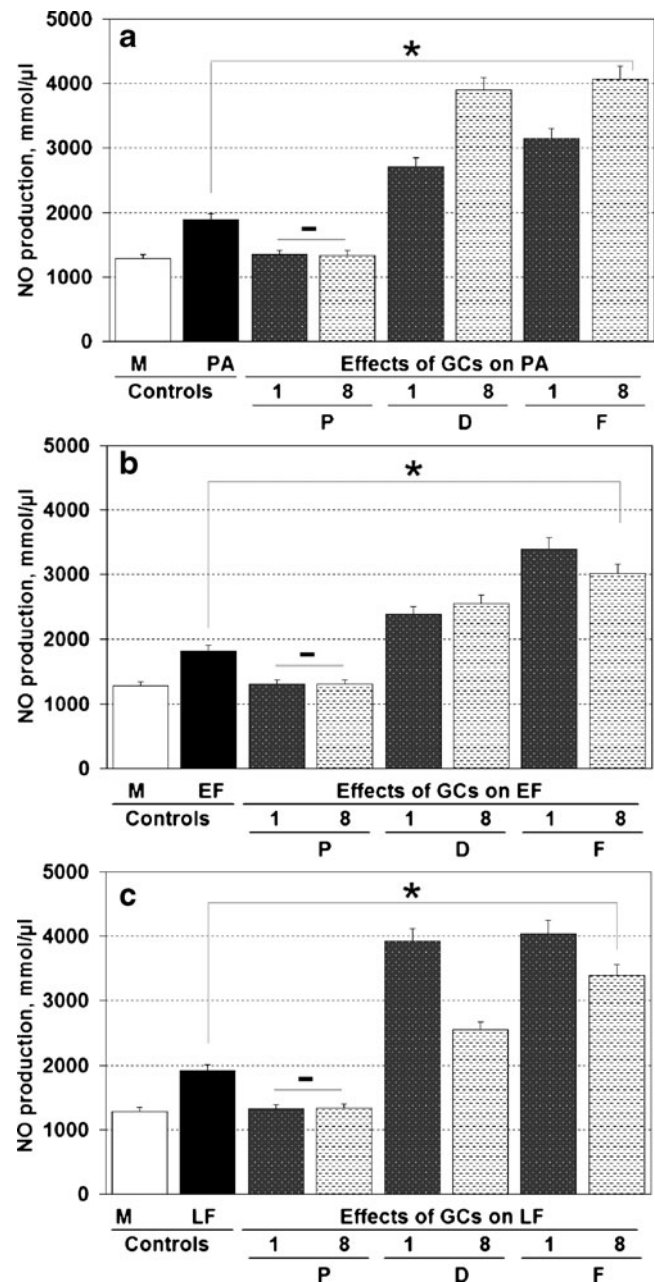 a
*
5000
4000
3000
2000
1000
0
NO production, mmol/µl
M PA Effects of GCs on PA
Controls 1 8 1 8 1 8
P D F
b
*
5000
4000
3000
2000
1000
0
NO production, mmol/µl
M EF Effects of GCs on EF
Controls 1 8 1 8 1 8
P D F
c
*
5000
4000
3000
2000
1000
0
NO production, mmol/µl
M LF Effects of GCs on LF
Controls 1 8 1 8 1 8
P D F